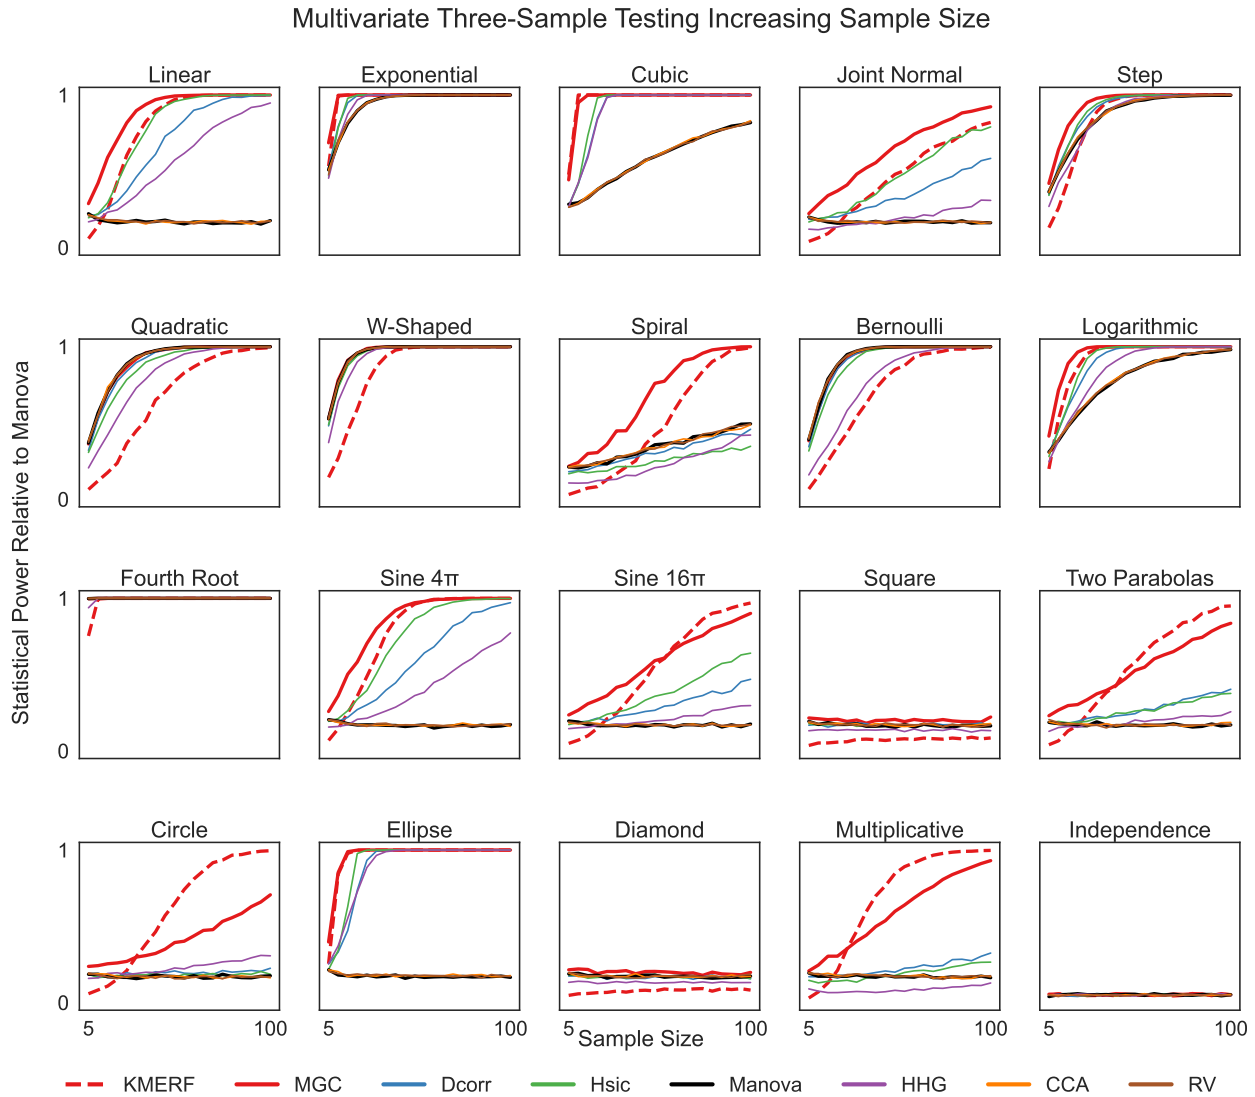 Multivariate Three-Sample Testing Increasing Sample Size
Linear Exponential Cubic Joint Normal Step
1
0
Quadratic W-Shaped Spiral Bernoulli Logarithmic
1
0
Statistical Power Relative to Manova
Fourth Root Sine 4π Sine 16π Square Two Parabolas
1
0
Circle Ellipse Diamond Multiplicative Independence
1
0
5 100 5 100 5 100 5 100 5 100
Sample Size
KMERF MGC Dcorr Hsic Manova HHG CCA RV